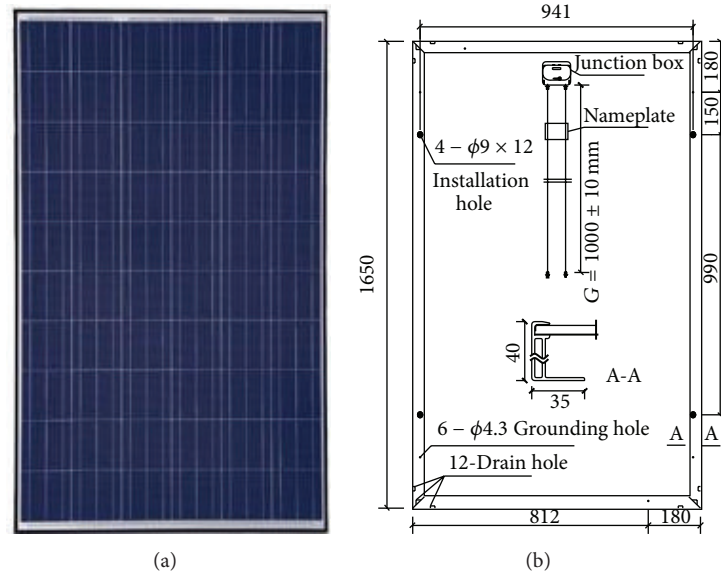 941
Junction box
180
150
Nameplate
4 – ϕ9 × 12
Installation
hole
G = 1000 ± 10 mm
1650
990
40
35
A-A
6 – ϕ4.3 Grounding hole
A A
12-Drain hole
812
180
(a)
(b)